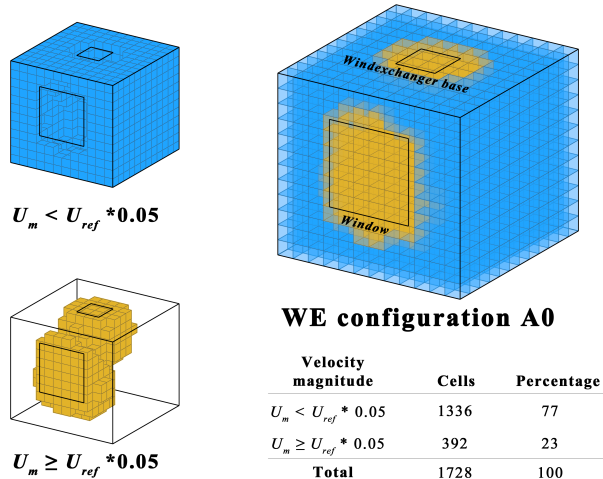 Windexchanger base
Window
U_m < U_ref *0.05
WE configuration A0
U_m ≥ U_ref *0.05
Velocity magnitude Cells Percentage
U_m < U_ref * 0.05 1336 77
U_m ≥ U_ref * 0.05 392 23
Total 1728 100